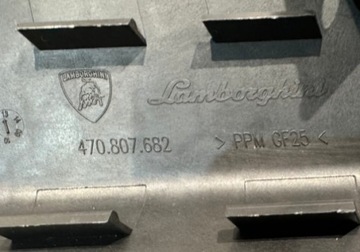 LAMBORGHINI
Lamborghini
470.807.682
> PPM GF25 <